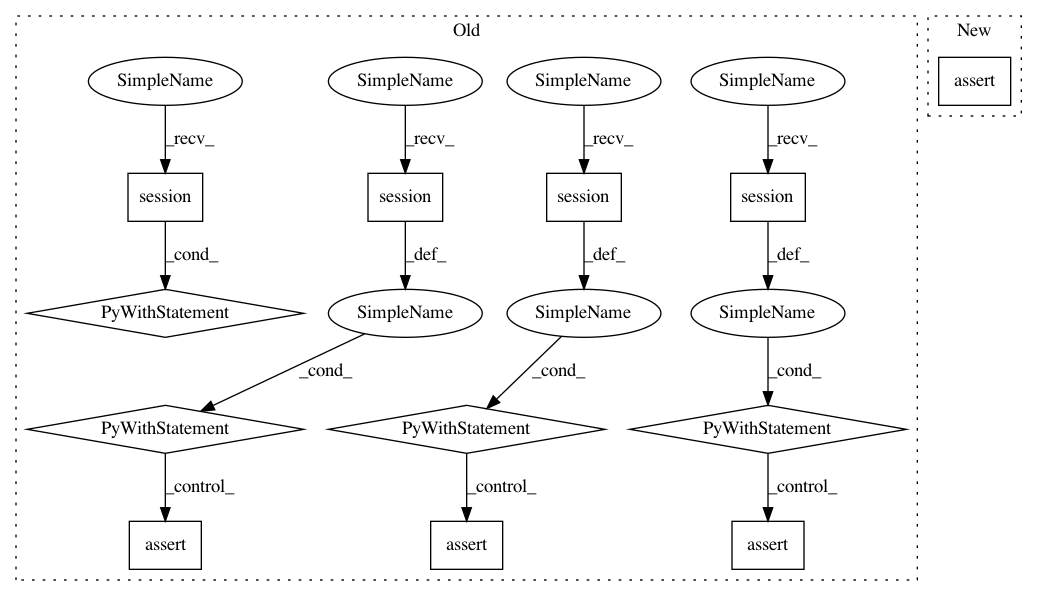 Old
New
SimpleName
SimpleName
SimpleName
SimpleName
assert
_recv_
_recv_
_recv_
_recv_
session
session
session
session
_cond_
_def_
_def_
_def_
PyWithStatement
SimpleName
SimpleName
SimpleName
_cond_
_cond_
_cond_
PyWithStatement
PyWithStatement
PyWithStatement
_control_
_control_
_control_
assert
assert
assert